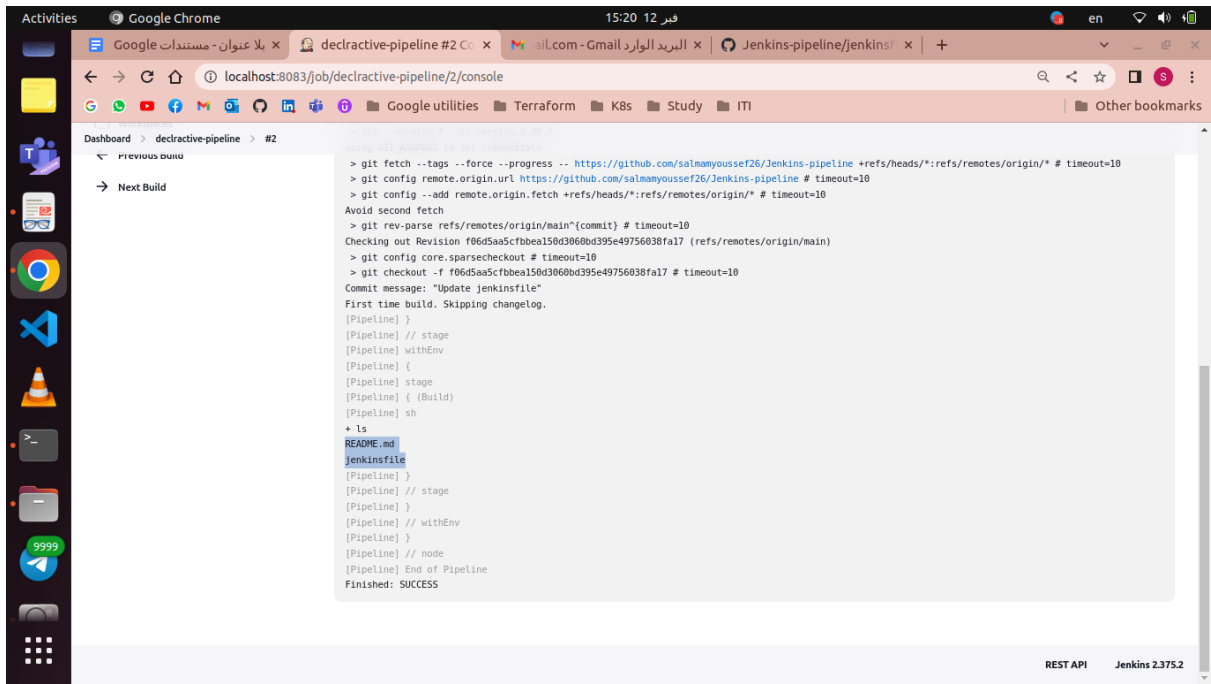 Activities
Google Chrome
فبر 12 15:20
en
بلا عنوان - مستندات Google
declractive-pipeline #2 Co
ail.com - Gmail البريد الوارد
Jenkins-pipeline/jenkinsf
localhost:8083/job/declractive-pipeline/2/console
S
Google utilities
Terraform
K8s
Study
ITI
Other bookmarks
Workspaces
Dashboard > declractive-pipeline > #2
Previous Build
Next Build
using GIT_ASKPASS to set credentials
> git fetch --tags --force --progress -- https://github.com/salmamyoussef26/Jenkins-pipeline +refs/heads/*:refs/remotes/origin/* # timeout=10
> git config remote.origin.url https://github.com/salmamyoussef26/Jenkins-pipeline # timeout=10
> git config --add remote.origin.fetch +refs/heads/*:refs/remotes/origin/* # timeout=10
Avoid second fetch
> git rev-parse refs/remotes/origin/main^{commit} # timeout=10
Checking out Revision f06d5aa5cfbbea150d3060bd395e49756038fa17 (refs/remotes/origin/main)
> git config core.sparsecheckout # timeout=10
> git checkout -f f06d5aa5cfbbea150d3060bd395e49756038fa17 # timeout=10
Commit message: "Update jenkinsfile"
First time build. Skipping changelog.
[Pipeline] }
[Pipeline] // stage
[Pipeline] withEnv
[Pipeline] {
[Pipeline] stage
[Pipeline] { (Build)
[Pipeline] sh
+ ls
README.md
jenkinsfile
[Pipeline] }
[Pipeline] // stage
[Pipeline] }
[Pipeline] // withEnv
[Pipeline] }
[Pipeline] // node
[Pipeline] End of Pipeline
Finished: SUCCESS
9999
REST API
Jenkins 2.375.2